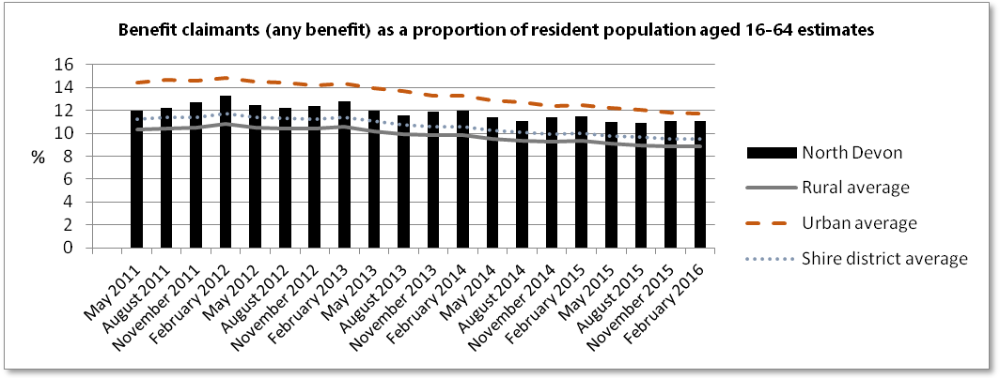 Benefit claimants (any benefit) as a proportion of resident population aged 16-64 estimates
16
14
12
10
8
6
4
2
0
%
May 2011
August 2011
November 2011
February 2012
May 2012
August 2012
November 2012
February 2013
May 2013
August 2013
November 2013
February 2014
May 2014
August 2014
November 2014
February 2015
May 2015
August 2015
November 2015
February 2016
North Devon
Rural average
Urban average
Shire district average